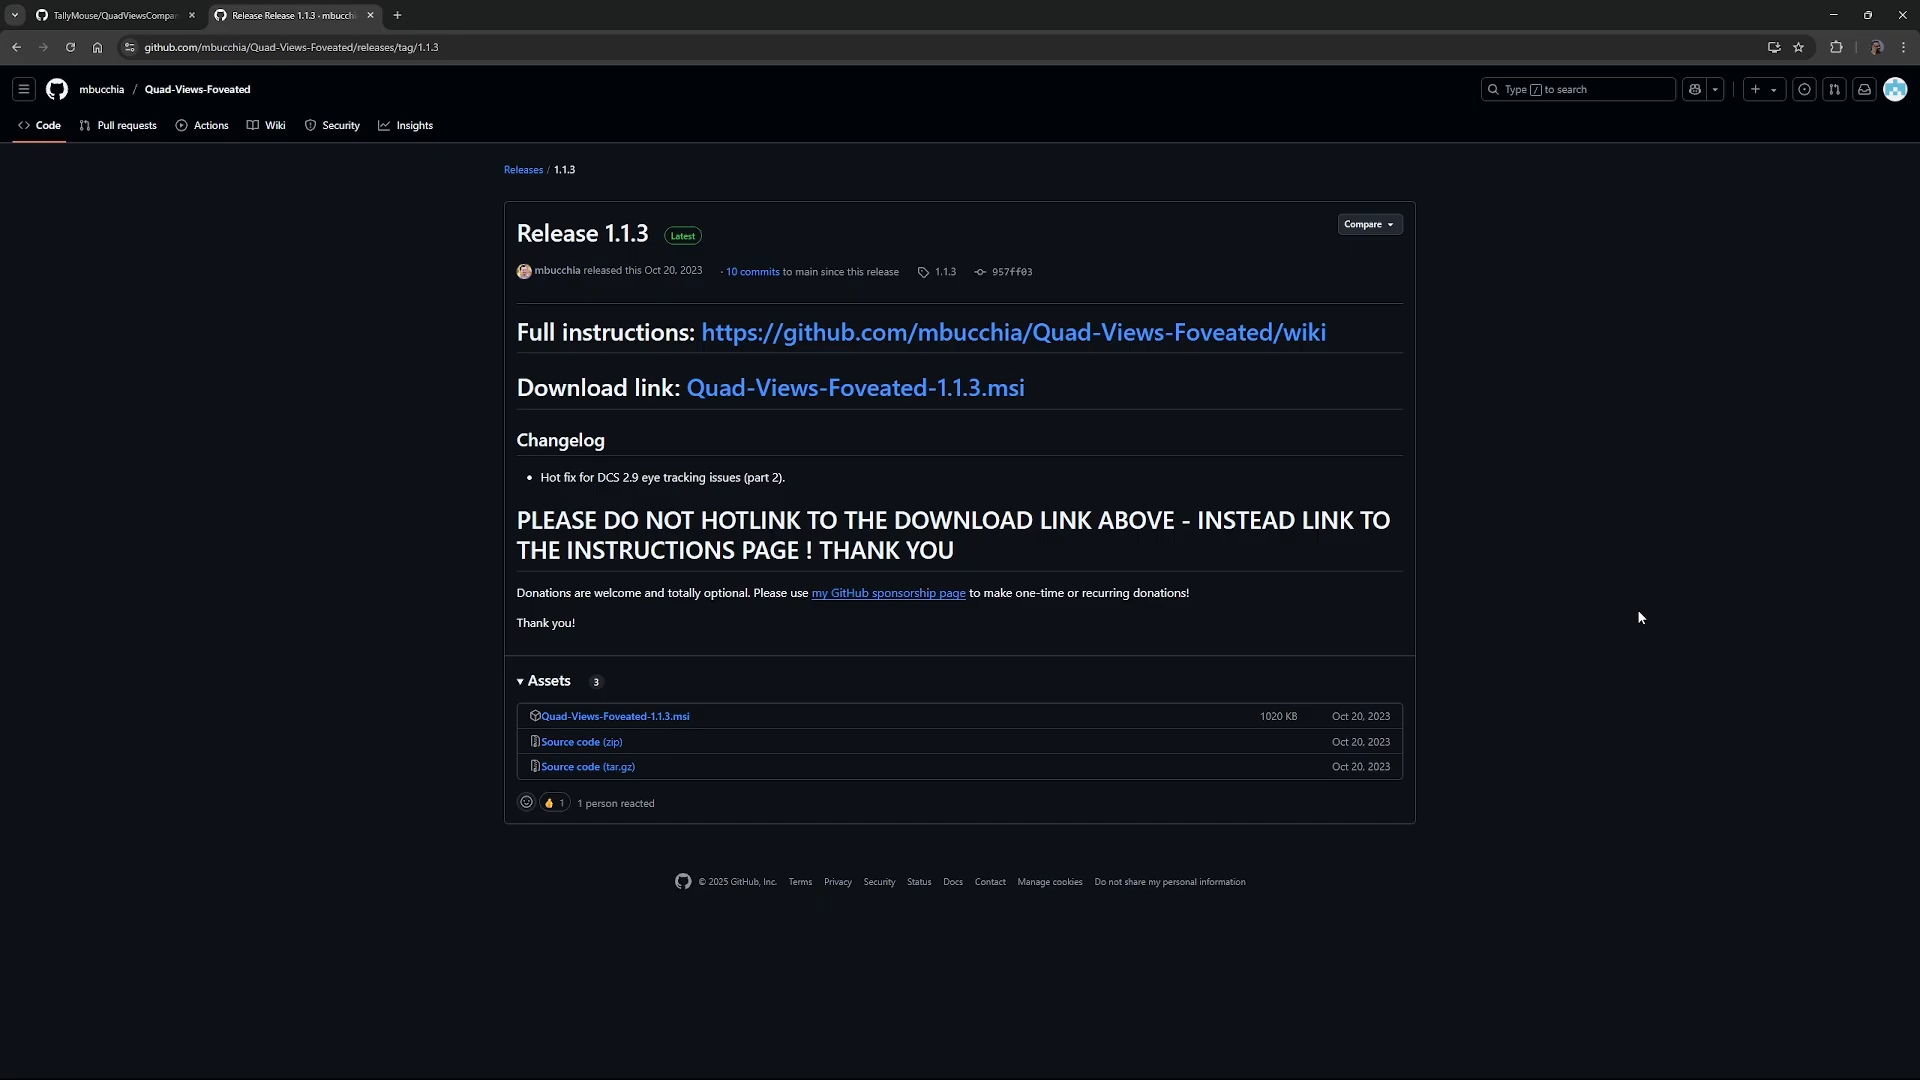 TallyMouse/QuadViewsCompan
Release Release 1.1.3 · mbucchi
github.com/mbucchia/Quad-Views-Foveated/releases/tag/1.1.3
mbucchia / Quad-Views-Foveated
Type / to search
Code Pull requests Actions Wiki Security Insights
Releases / 1.1.3
Release 1.1.3 Latest
Compare
mbucchia released this Oct 20, 2023 · 10 commits to main since this release 1.1.3 957ff03
Full instructions: https://github.com/mbucchia/Quad-Views-Foveated/wiki
Download link: Quad-Views-Foveated-1.1.3.msi
Changelog
• Hot fix for DCS 2.9 eye tracking issues (part 2).
PLEASE DO NOT HOTLINK TO THE DOWNLOAD LINK ABOVE - INSTEAD LINK TO
THE INSTRUCTIONS PAGE ! THANK YOU
Donations are welcome and totally optional. Please use my GitHub sponsorship page to make one-time or recurring donations!
Thank you!
Assets 3
Quad-Views-Foveated-1.1.3.msi 1020 KB Oct 20, 2023
Source code (zip) Oct 20, 2023
Source code (tar.gz) Oct 20, 2023
👍 1 1 person reacted
© 2025 GitHub, Inc. Terms Privacy Security Status Docs Contact Manage cookies Do not share my personal information